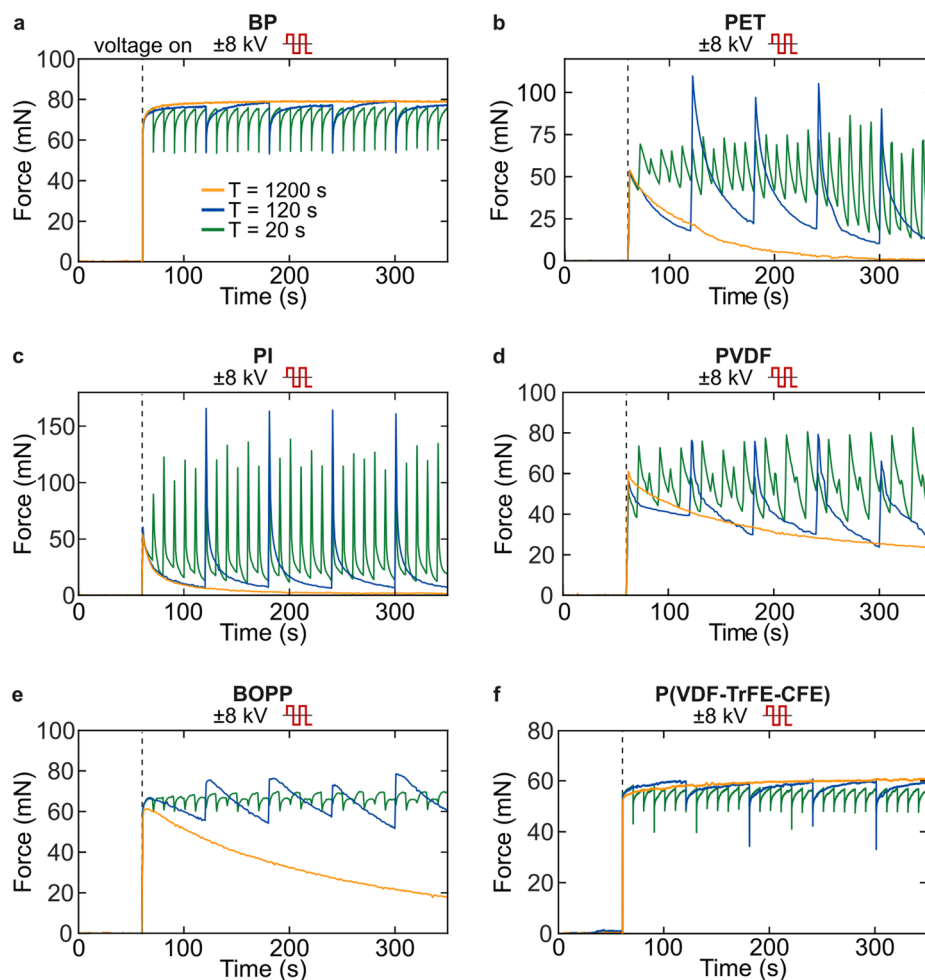 a BP
voltage on ±8 kV
Force (mN)
100
80
60
40
20
0
T = 1200 s
T = 120 s
T = 20 s
0 100 200 300
Time (s)
b PET
±8 kV
Force (mN)
100
75
50
25
0
0 100 200 300
Time (s)
c PI
±8 kV
Force (mN)
150
100
50
0
0 100 200 300
Time (s)
d PVDF
±8 kV
Force (mN)
100
80
60
40
20
0
0 100 200 300
Time (s)
e BOPP
±8 kV
Force (mN)
100
80
60
40
20
0
0 100 200 300
Time (s)
f P(VDF-TrFE-CFE)
±8 kV
Force (mN)
80
60
40
20
0
0 100 200 300
Time (s)